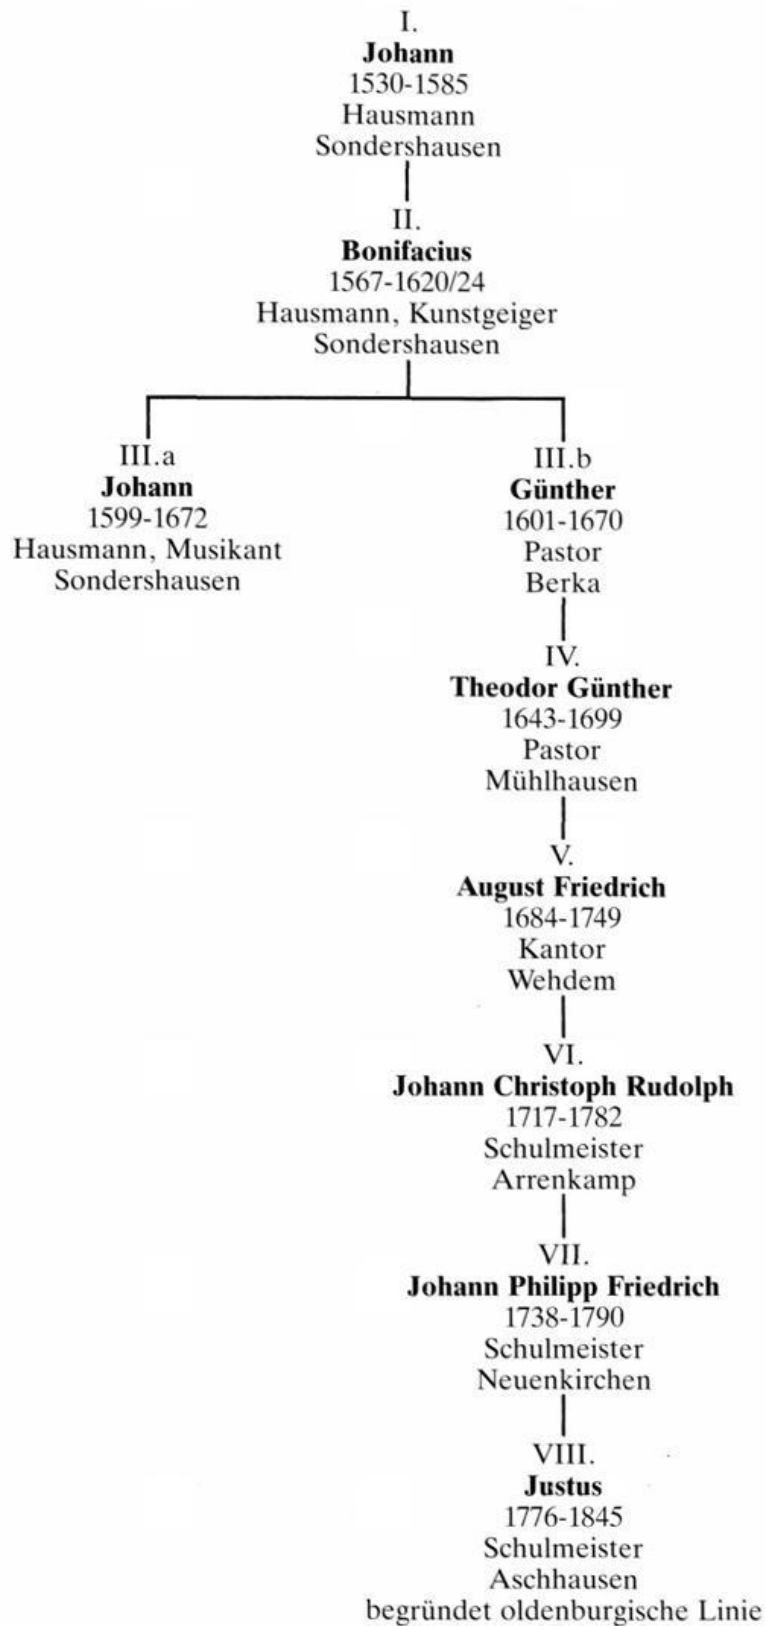 I.
Johann
1530-1585
Hausmann
Sondershausen
II.
Bonifacius
1567-1620/24
Hausmann, Kunstgeiger
Sondershausen
III.a
Johann
1599-1672
Hausmann, Musikant
Sondershausen
III.b
Günther
1601-1670
Pastor
Berka
IV.
Theodor Günther
1643-1699
Pastor
Mühlhausen
V.
August Friedrich
1684-1749
Kantor
Wehdem
VI.
Johann Christoph Rudolph
1717-1782
Schulmeister
Arrenkamp
VII.
Johann Philipp Friedrich
1738-1790
Schulmeister
Neuenkirchen
VIII.
Justus
1776-1845
Schulmeister
Aschhausen
begründet oldenburgische Linie